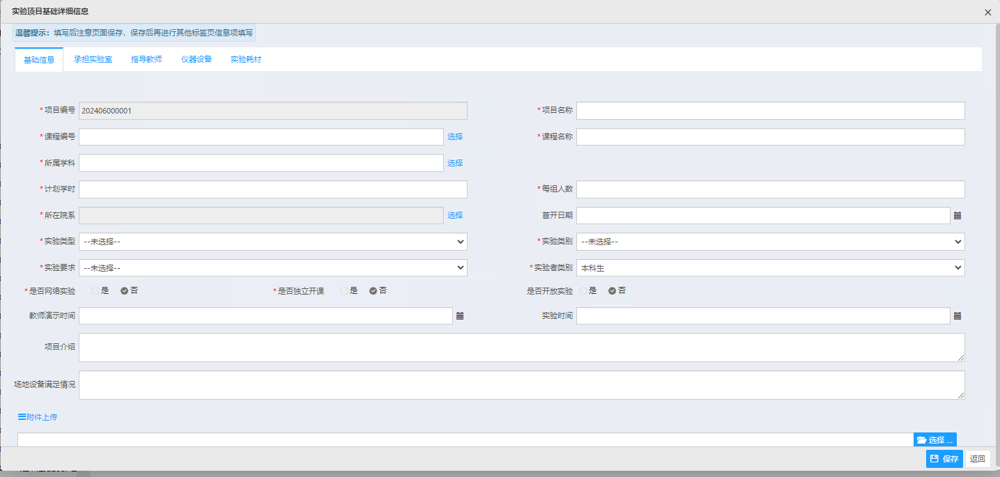 实验项目基础详细信息
温馨提示：填写后注意页面保存，保存后再进行其他标签页信息项填写
基础信息 承担实验室 指导教师 仪器设备 实验耗材
*项目编号 202406000001 *项目名称
*课程编号 选择 *课程名称
*所属学科 选择
*计划学时 *每组人数
*所在院系 选择 首开日期
*实验类型 --未选择-- *实验类别 --未选择--
*实验要求 --未选择-- *实验者类别 本科生
*是否网络实验 是 否 *是否独立开课 是 否 是否开放实验 是 否
教师演示时间 实验时间
项目介绍
场地设备满足情况
附件上传
选择 ...
保存 返回